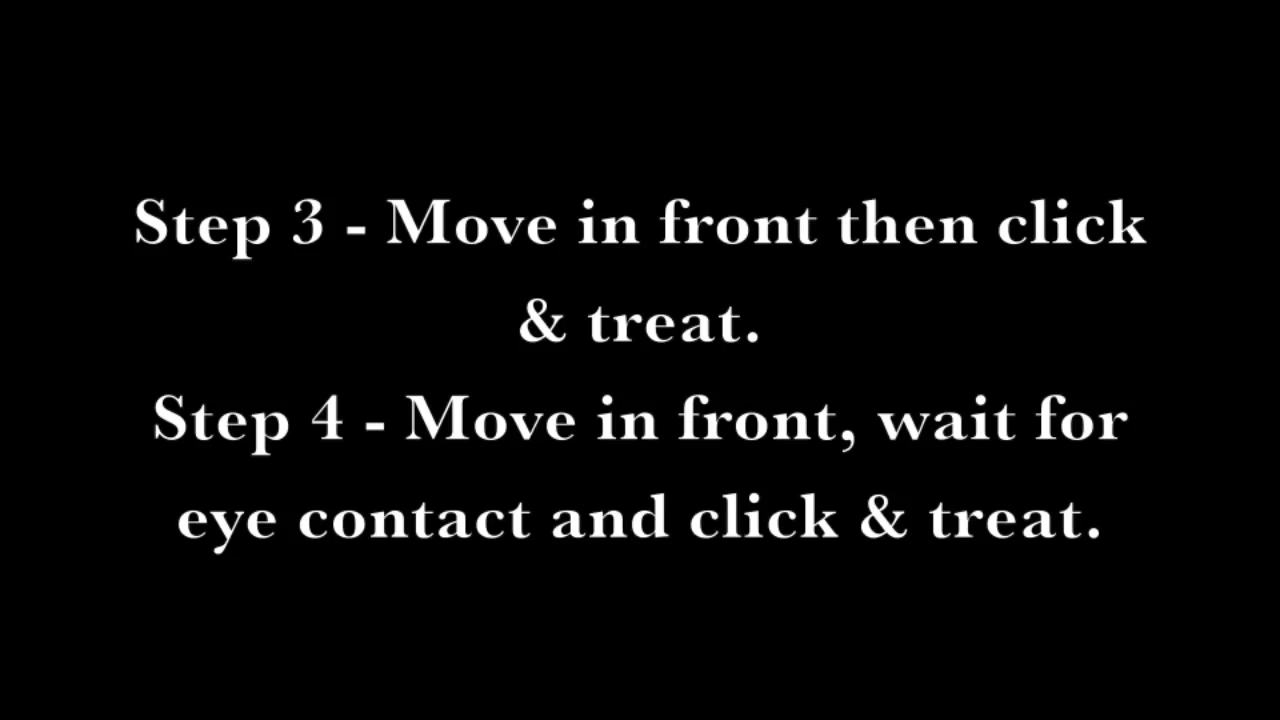 Step 3 - Move in front then click
& treat.
Step 4 - Move in front, wait for
eye contact and click & treat.